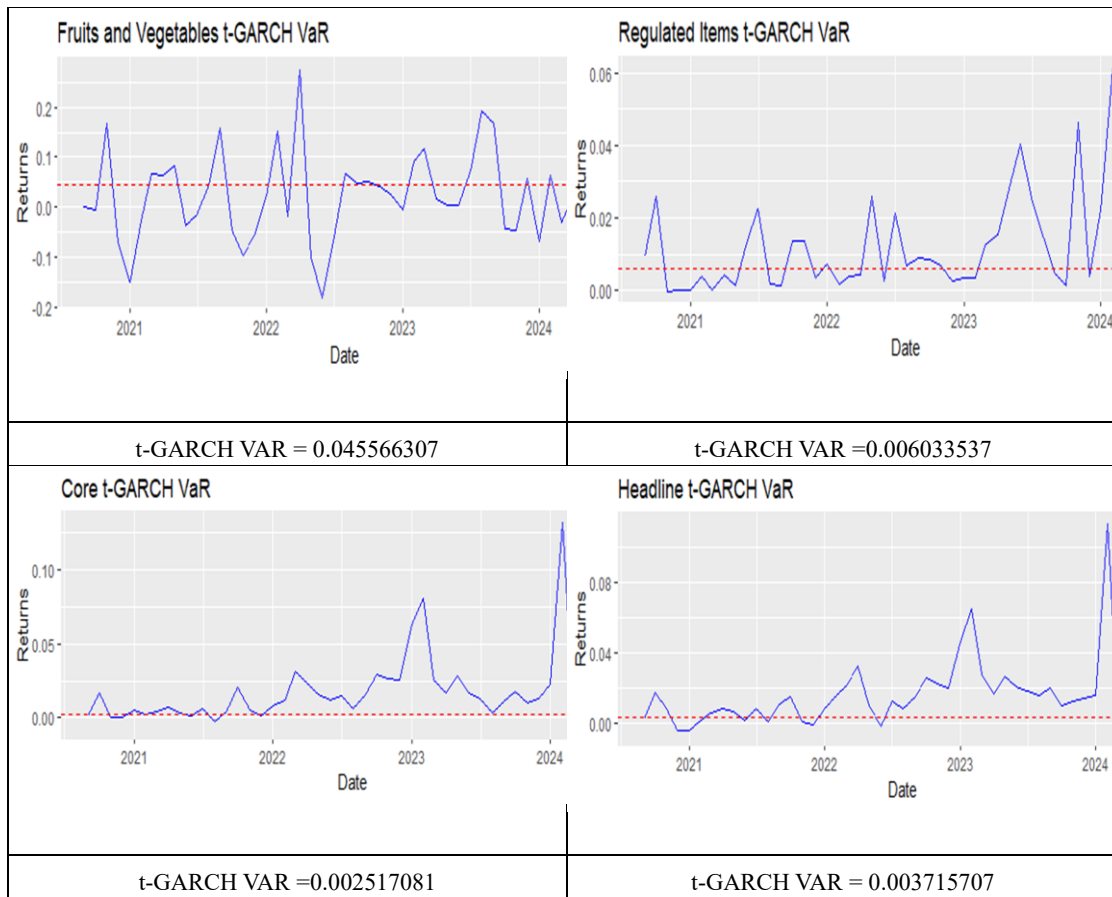 Fruits and Vegetables t-GARCH VaR
Returns
0.2
0.1
0.0
-0.1
-0.2
2021 2022 2023 2024
Date
Regulated Items t-GARCH VaR
Returns
0.06
0.04
0.02
0.00
2021 2022 2023 2024
Date
t-GARCH VAR = 0.045566307
t-GARCH VAR =0.006033537
Core t-GARCH VaR
Returns
0.10
0.05
0.00
2021 2022 2023 2024
Date
Headline t-GARCH VaR
Returns
0.08
0.04
0.00
2021 2022 2023 2024
Date
t-GARCH VAR =0.002517081
t-GARCH VAR = 0.003715707